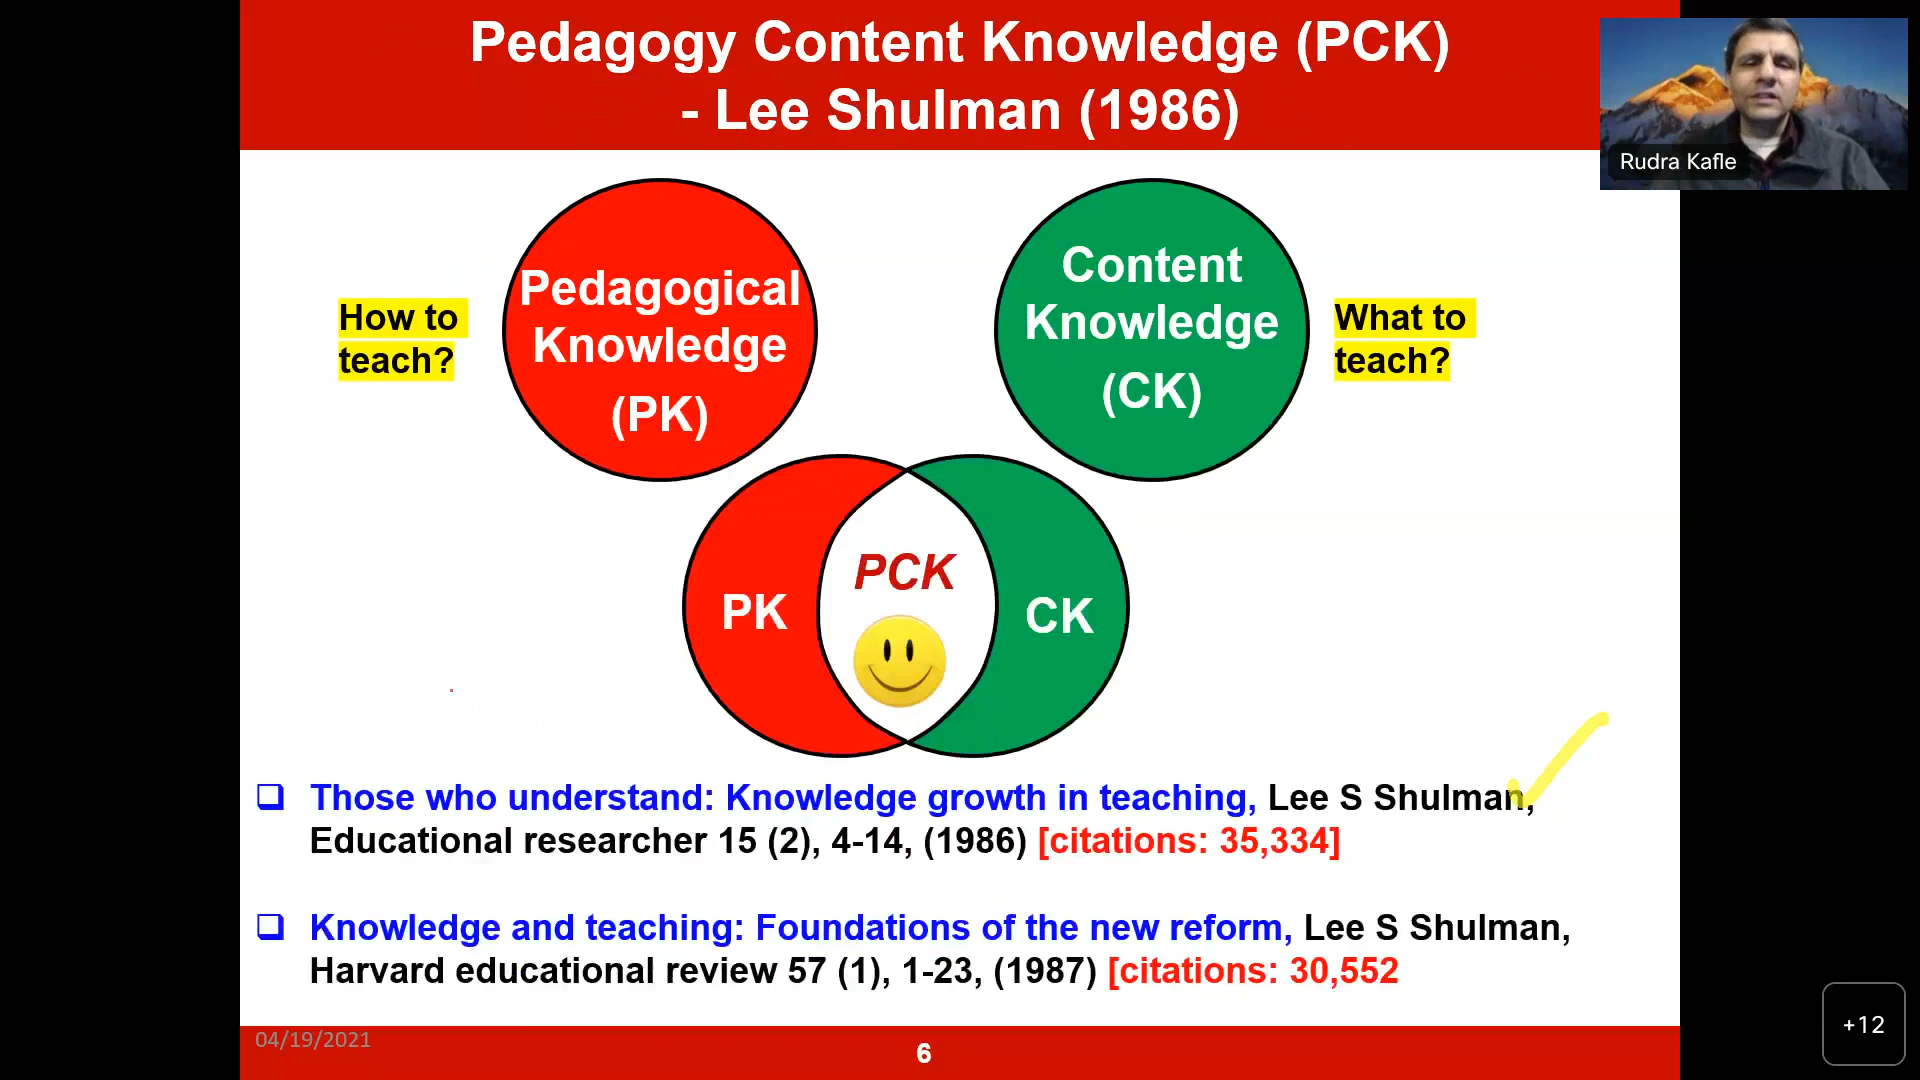 Pedagogy Content Knowledge (PCK)
- Lee Shulman (1986)
Rudra Kafle
How to
teach?
Pedagogical
Knowledge
(PK)
Content
Knowledge
(CK)
What to
teach?
PCK
PK
CK
Those who understand: Knowledge growth in teaching, Lee S Shulman,
Educational researcher 15 (2), 4-14, (1986) [citations: 35,334]
Knowledge and teaching: Foundations of the new reform, Lee S Shulman,
Harvard educational review 57 (1), 1-23, (1987) [citations: 30,552
04/19/2021
6
+12